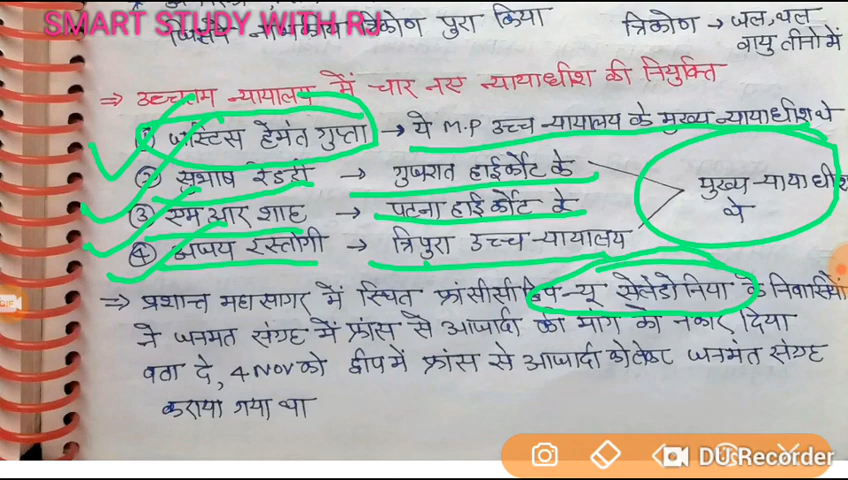 SMART STUDY WITH RJ
त्रिकोण पुरा किया त्रिकोण → जल, थल
वायु तीनो में
⇒ उच्चतम न्यायालय में चार नए न्यायाधीश की नियुक्ति
① जस्टिस हेमंत गुप्ता → ये M.P उच्च न्यायालय के मुख्य न्यायाधीश थे
② सुभाष रेड्डी → गुजरात हाईकोर्ट के
मुख्य न्यायाधीश
थे
③ एम आर शाह → पटना हाईकोर्ट के
④ अजय रस्तोगी → त्रिपुरा उच्च न्यायालय
⇒ प्रशान्त महासागर में स्थित फ्रांसीसी द्विप-न्यू सेलेडोनिया के निवासियों
ने जनमत संग्रह में फ्रांस से आजादी की मांग को नकार दिया
बता दे, 4 Nov को द्वीप में फ्रांस से आजादी को लेकर जनमंत संग्रह
कराया गया था
GIF
DU Recorder